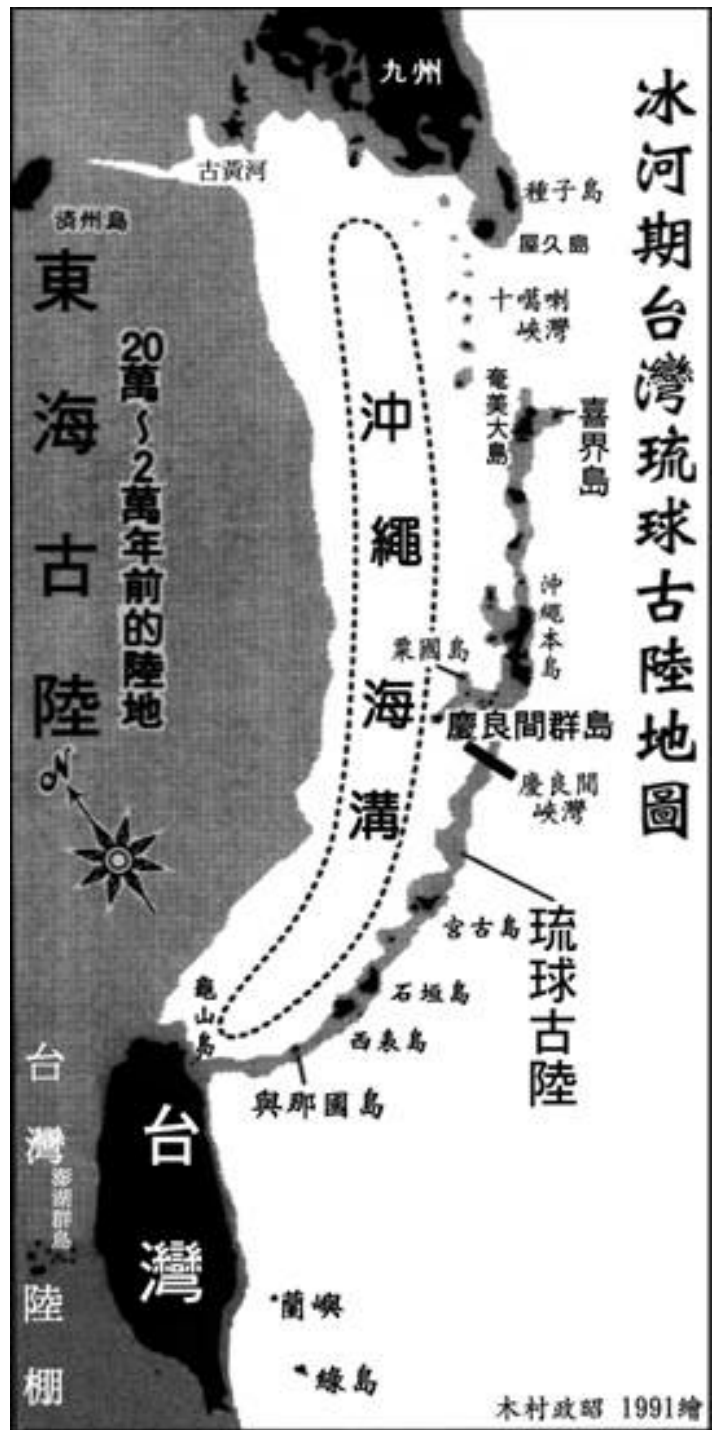 冰河期台灣琉球古陸地圖
九州
古黃河
種子島
濟州島
屋久島
東海古陸
20萬~2萬年前的陸地
十噶喇
峽灣
奄美大島
喜界島
沖繩海溝
沖繩本島
粟國島
慶良間群島
慶良間
峽灣
N
琉球古陸
宮古島
石垣島
西表島
龜山島
與那國島
台灣
台灣陸棚
澎湖群島
蘭嶼
綠島
木村政昭 1991繪